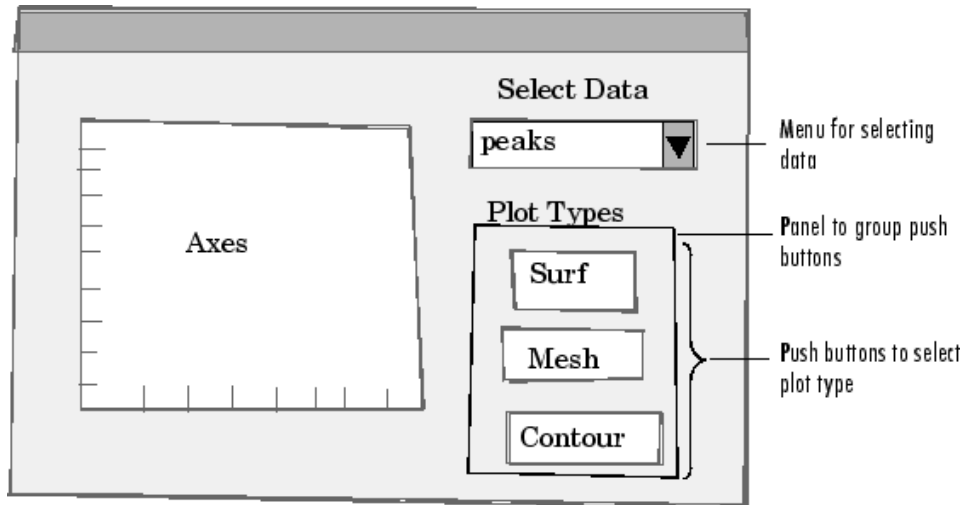 Select Data
peaks
Menu for selecting
data
Plot Types
Panel to group push
buttons
Axes
Surf
Mesh
Push buttons to select
plot type
Contour